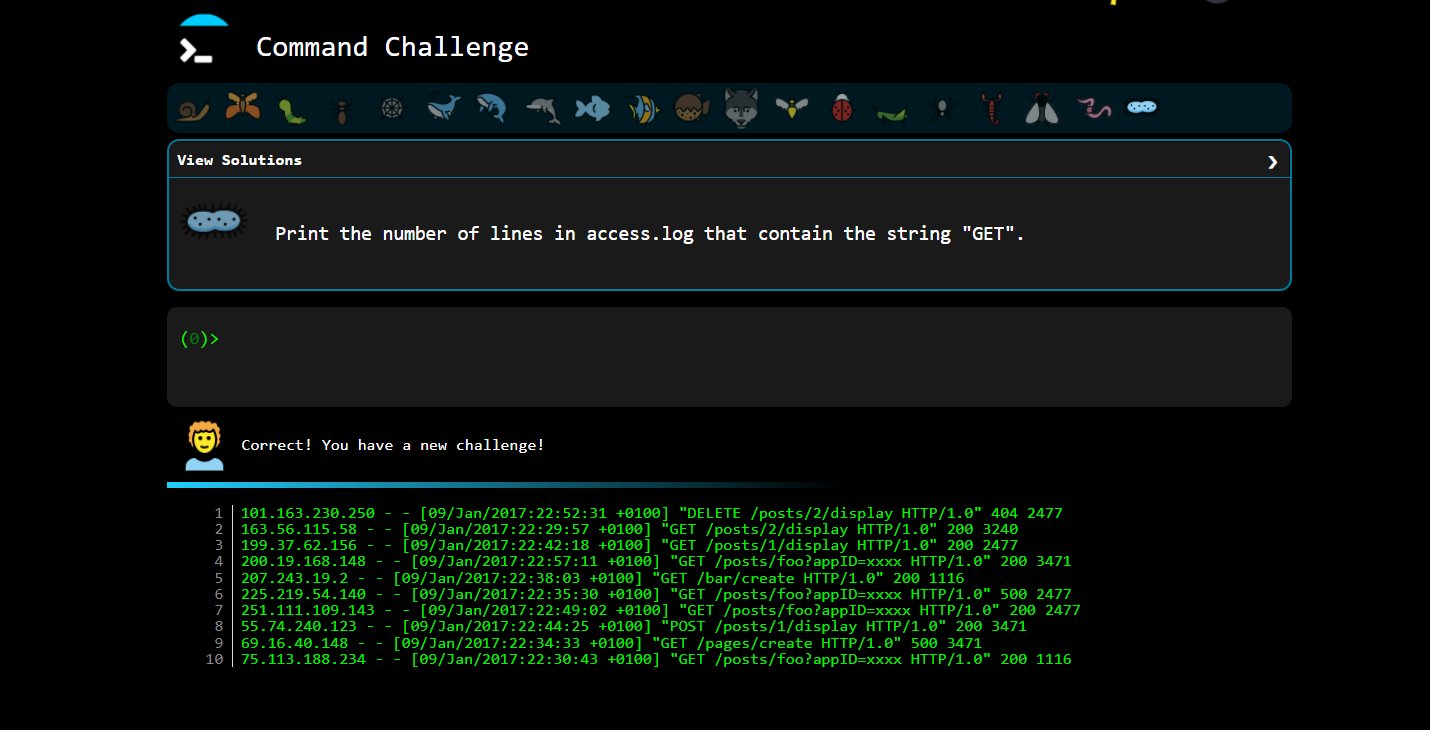 Command Challenge
View Solutions
Print the number of lines in access.log that contain the string "GET".
(0)>
Correct! You have a new challenge!
1 101.163.230.250 - - [09/Jan/2017:22:52:31 +0100] "DELETE /posts/2/display HTTP/1.0" 404 2477
2 163.56.115.58 - - [09/Jan/2017:22:29:57 +0100] "GET /posts/2/display HTTP/1.0" 200 3240
3 199.37.62.156 - - [09/Jan/2017:22:42:18 +0100] "GET /posts/1/display HTTP/1.0" 200 2477
4 200.19.168.148 - - [09/Jan/2017:22:57:11 +0100] "GET /posts/foo?appID=xxxx HTTP/1.0" 200 3471
5 207.243.19.2 - - [09/Jan/2017:22:38:03 +0100] "GET /bar/create HTTP/1.0" 200 1116
6 225.219.54.140 - - [09/Jan/2017:22:35:30 +0100] "GET /posts/foo?appID=xxxx HTTP/1.0" 500 2477
7 251.111.109.143 - - [09/Jan/2017:22:49:02 +0100] "GET /posts/foo?appID=xxxx HTTP/1.0" 200 2477
8 55.74.240.123 - - [09/Jan/2017:22:44:25 +0100] "POST /posts/1/display HTTP/1.0" 200 3471
9 69.16.40.148 - - [09/Jan/2017:22:34:33 +0100] "GET /pages/create HTTP/1.0" 500 3471
10 75.113.188.234 - - [09/Jan/2017:22:30:43 +0100] "GET /posts/foo?appID=xxxx HTTP/1.0" 200 1116